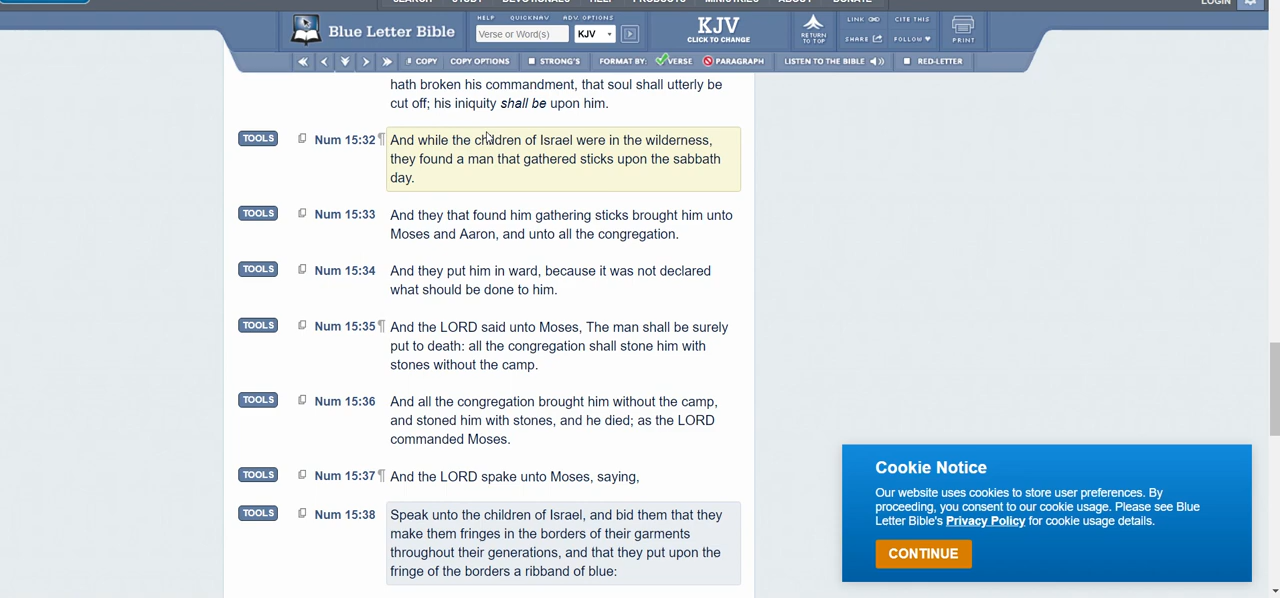 SEARCH STUDY DEVOTIONALS HELP PRODUCTS MINISTRIES ABOUT DONATE LOGIN
Blue Letter Bible
HELP QUICKNAV ADV. OPTIONS
Verse or Word(s) KJV
KJV
CLICK TO CHANGE
RETURN
TO TOP
LINK CITE THIS
SHARE FOLLOW
PRINT
COPY COPY OPTIONS STRONG'S FORMAT BY: VERSE PARAGRAPH LISTEN TO THE BIBLE RED-LETTER
hath broken his commandment, that soul shall utterly be
cut off; his iniquity shall be upon him.
TOOLS Num 15:32 ¶ And while the children of Israel were in the wilderness,
they found a man that gathered sticks upon the sabbath
day.
TOOLS Num 15:33 And they that found him gathering sticks brought him unto
Moses and Aaron, and unto all the congregation.
TOOLS Num 15:34 And they put him in ward, because it was not declared
what should be done to him.
TOOLS Num 15:35 ¶ And the LORD said unto Moses, The man shall be surely
put to death: all the congregation shall stone him with
stones without the camp.
TOOLS Num 15:36 And all the congregation brought him without the camp,
and stoned him with stones, and he died; as the LORD
commanded Moses.
TOOLS Num 15:37 ¶ And the LORD spake unto Moses, saying,
TOOLS Num 15:38 Speak unto the children of Israel, and bid them that they
make them fringes in the borders of their garments
throughout their generations, and that they put upon the
fringe of the borders a ribband of blue:
Cookie Notice
Our website uses cookies to store user preferences. By
proceeding, you consent to our cookie usage. Please see Blue
Letter Bible's Privacy Policy for cookie usage details.
CONTINUE